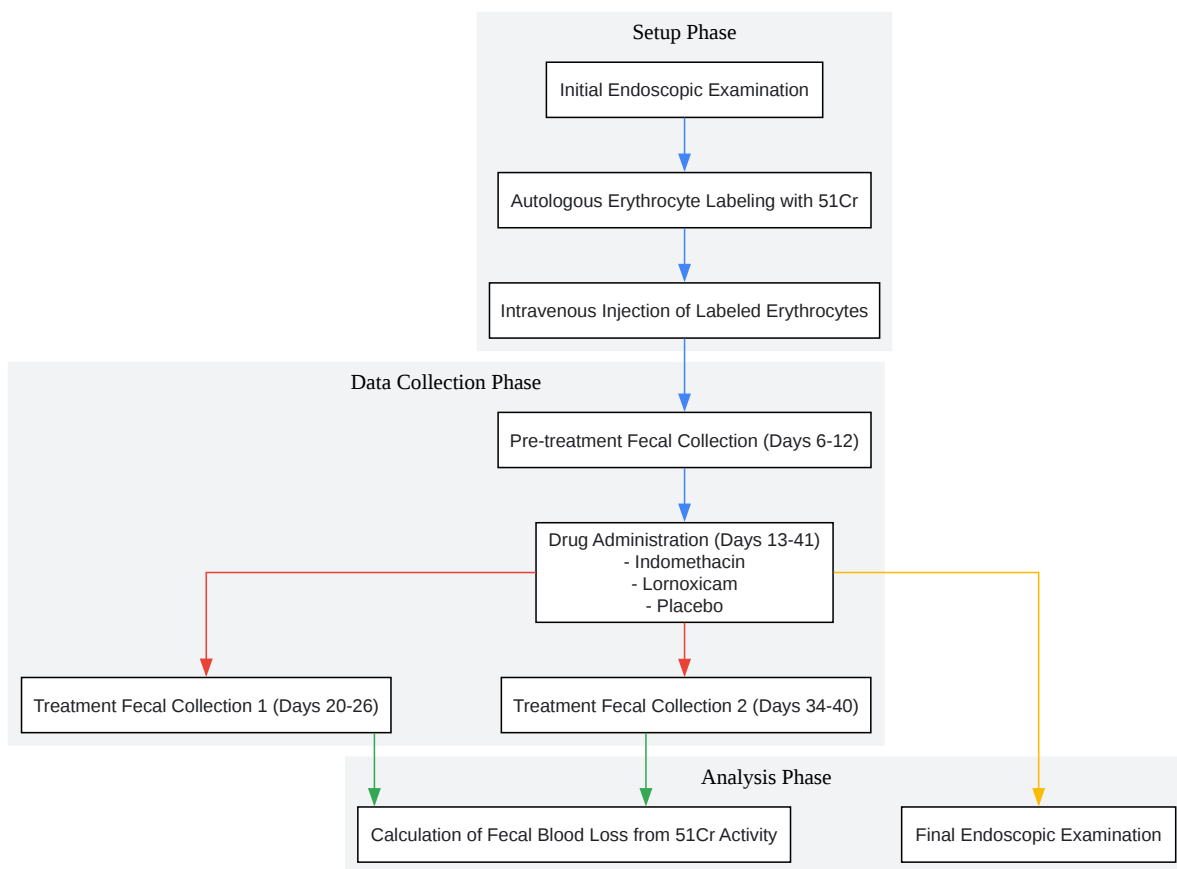 Setup Phase
Initial Endoscopic Examination
Autologous Erythrocyte Labeling with 51Cr
Intravenous Injection of Labeled Erythrocytes
Data Collection Phase
Pre-treatment Fecal Collection (Days 6-12)
Drug Administration (Days 13-41)
- Indomethacin
- Lornoxicam
- Placebo
Treatment Fecal Collection 1 (Days 20-26)
Treatment Fecal Collection 2 (Days 34-40)
Analysis Phase
Calculation of Fecal Blood Loss from 51Cr Activity
Final Endoscopic Examination